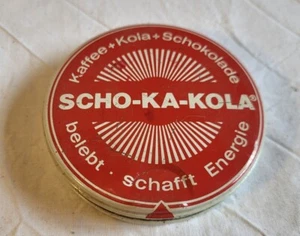 Kaffee+Kola+Schokolade
SCHO-KA-KOLA®
belebt · schafft Energie